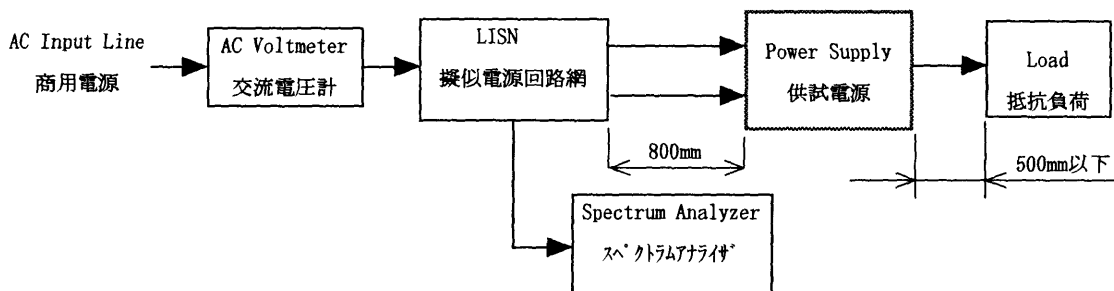 AC Input Line
商用電源
AC Voltmeter
交流電圧計
LISN
擬似電源回路網
Power Supply
供試電源
Load
抵抗負荷
800mm
500mm以下
Spectrum Analyzer
スペクトラムアナライザ